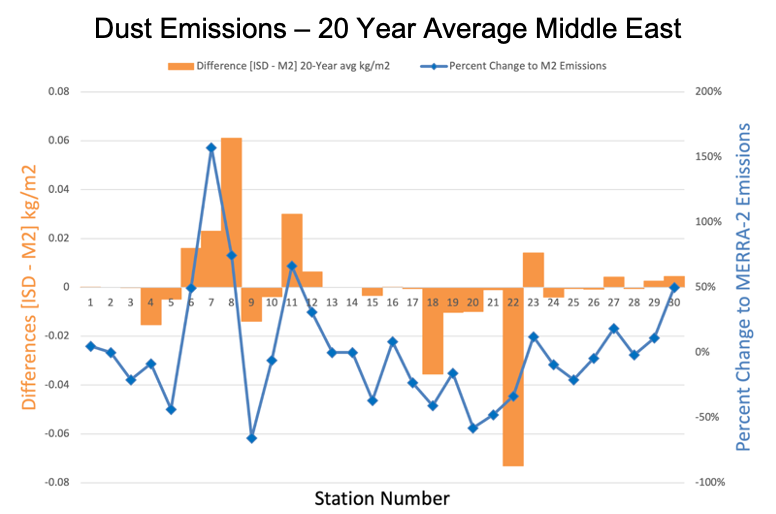 Dust Emissions – 20 Year Average Middle East
Difference [ISD - M2] 20-Year avg kg/m2 Percent Change to M2 Emissions
0.08 200%
0.06 150%
0.04 100%
0.02
0 50%
1 2 3 4 5 6 7 8 9 10 11 12 13 14 15 16 17 18 19 20 21 22 23 24 25 26 27 28 29 30
-0.02 0%
-0.04
-0.06 -50%
-0.08 -100%
Differences [ISD - M2] kg/m2
Percent Change to MERRA-2 Emissions
Station Number